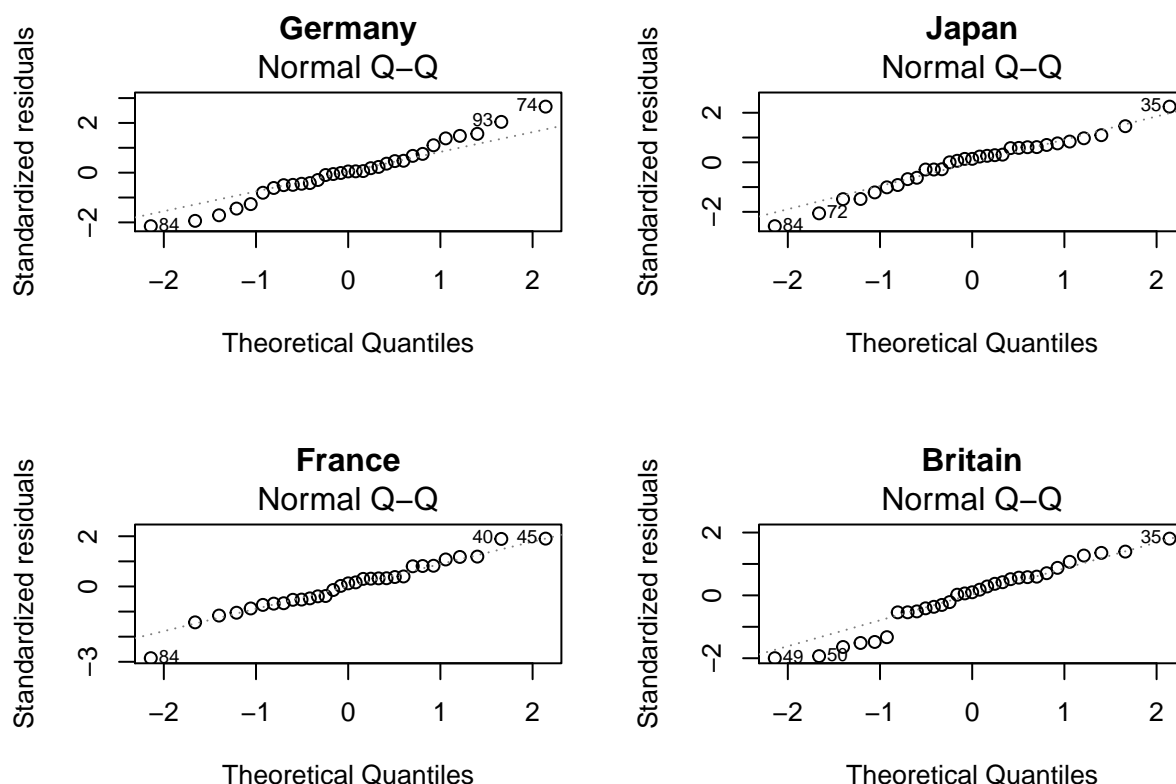 Germany
Normal Q−Q
Standardized residuals
2
0
−2
74
93
84
−2 −1 0 1 2
Theoretical Quantiles
Japan
Normal Q−Q
Standardized residuals
2
0
−2
35
72
84
−2 −1 0 1 2
Theoretical Quantiles
France
Normal Q−Q
Standardized residuals
2
0
−3
40 45
84
−2 −1 0 1 2
Theoretical Quantiles
Britain
Normal Q−Q
Standardized residuals
2
0
−2
35
49 50
−2 −1 0 1 2
Theoretical Quantiles